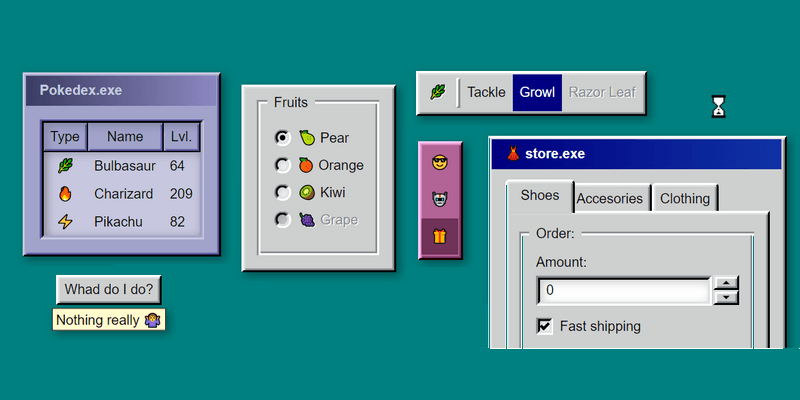 Pokedex.exe
Type Name Lvl.
Bulbasaur 64
Charizard 209
Pikachu 82
Whad do I do?
Nothing really
Fruits
Pear
Orange
Kiwi
Grape
Tackle Growl Razor Leaf
store.exe
Shoes Accesories Clothing
Order:
Amount:
0
Fast shipping